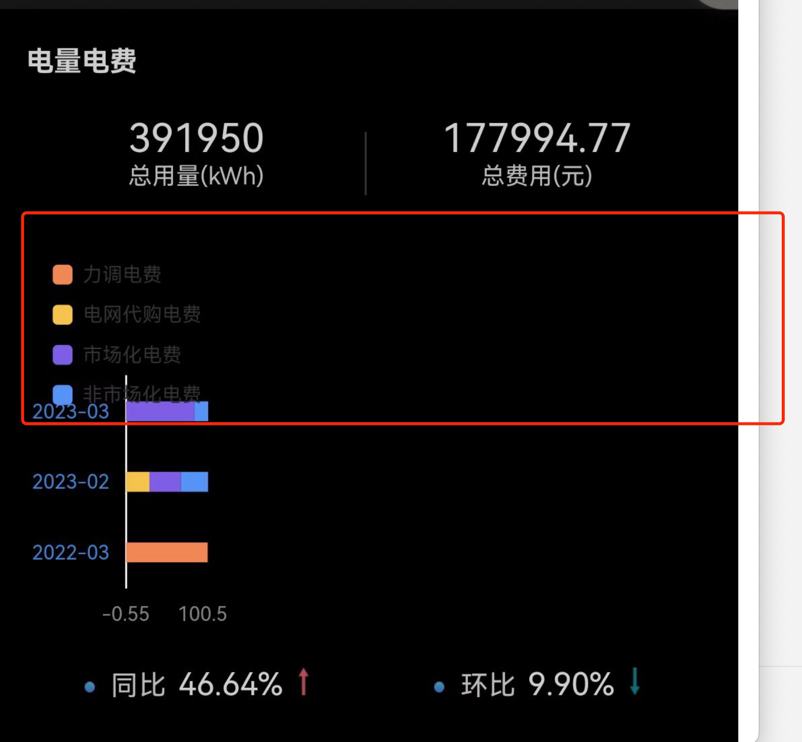 电量电费
391950 177994.77
总用量(kWh) 总费用(元)
力调电费
电网代购电费
市场化电费
非市场化电费
2023-03
2023-02
2022-03
-0.55 100.5
同比 46.64% ↑ 环比 9.90% ↓